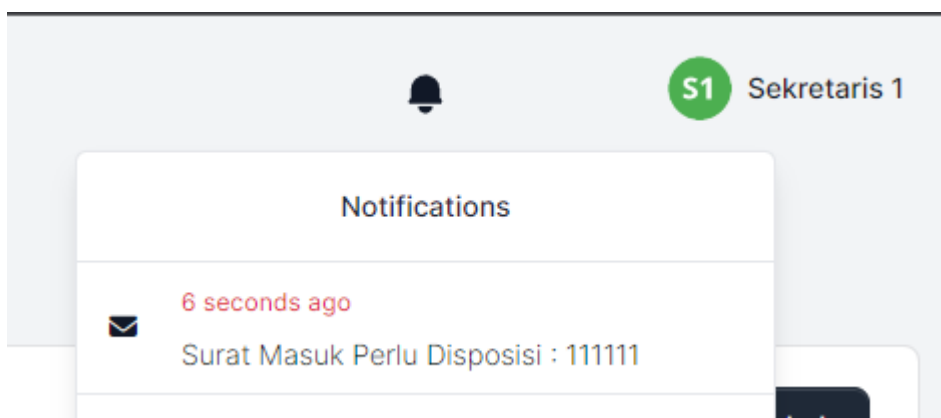 S1 Sekretaris 1
Notifications
6 seconds ago
Surat Masuk Perlu Disposisi : 111111